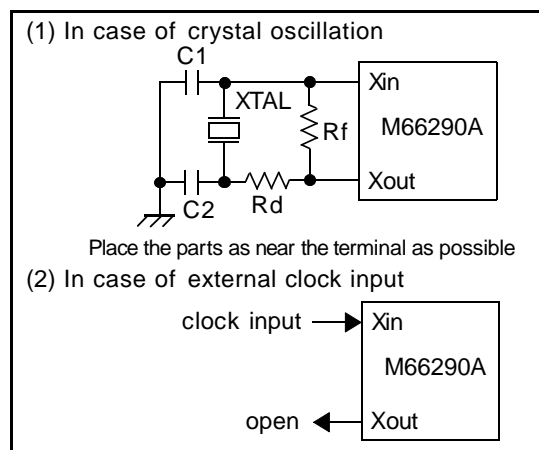 (1) In case of crystal oscillation
C1
XTAL
Xin
Rf
M66290A
Xout
C2
Rd
Place the parts as near the terminal as possible
(2) In case of external clock input
clock input
Xin
M66290A
open
Xout